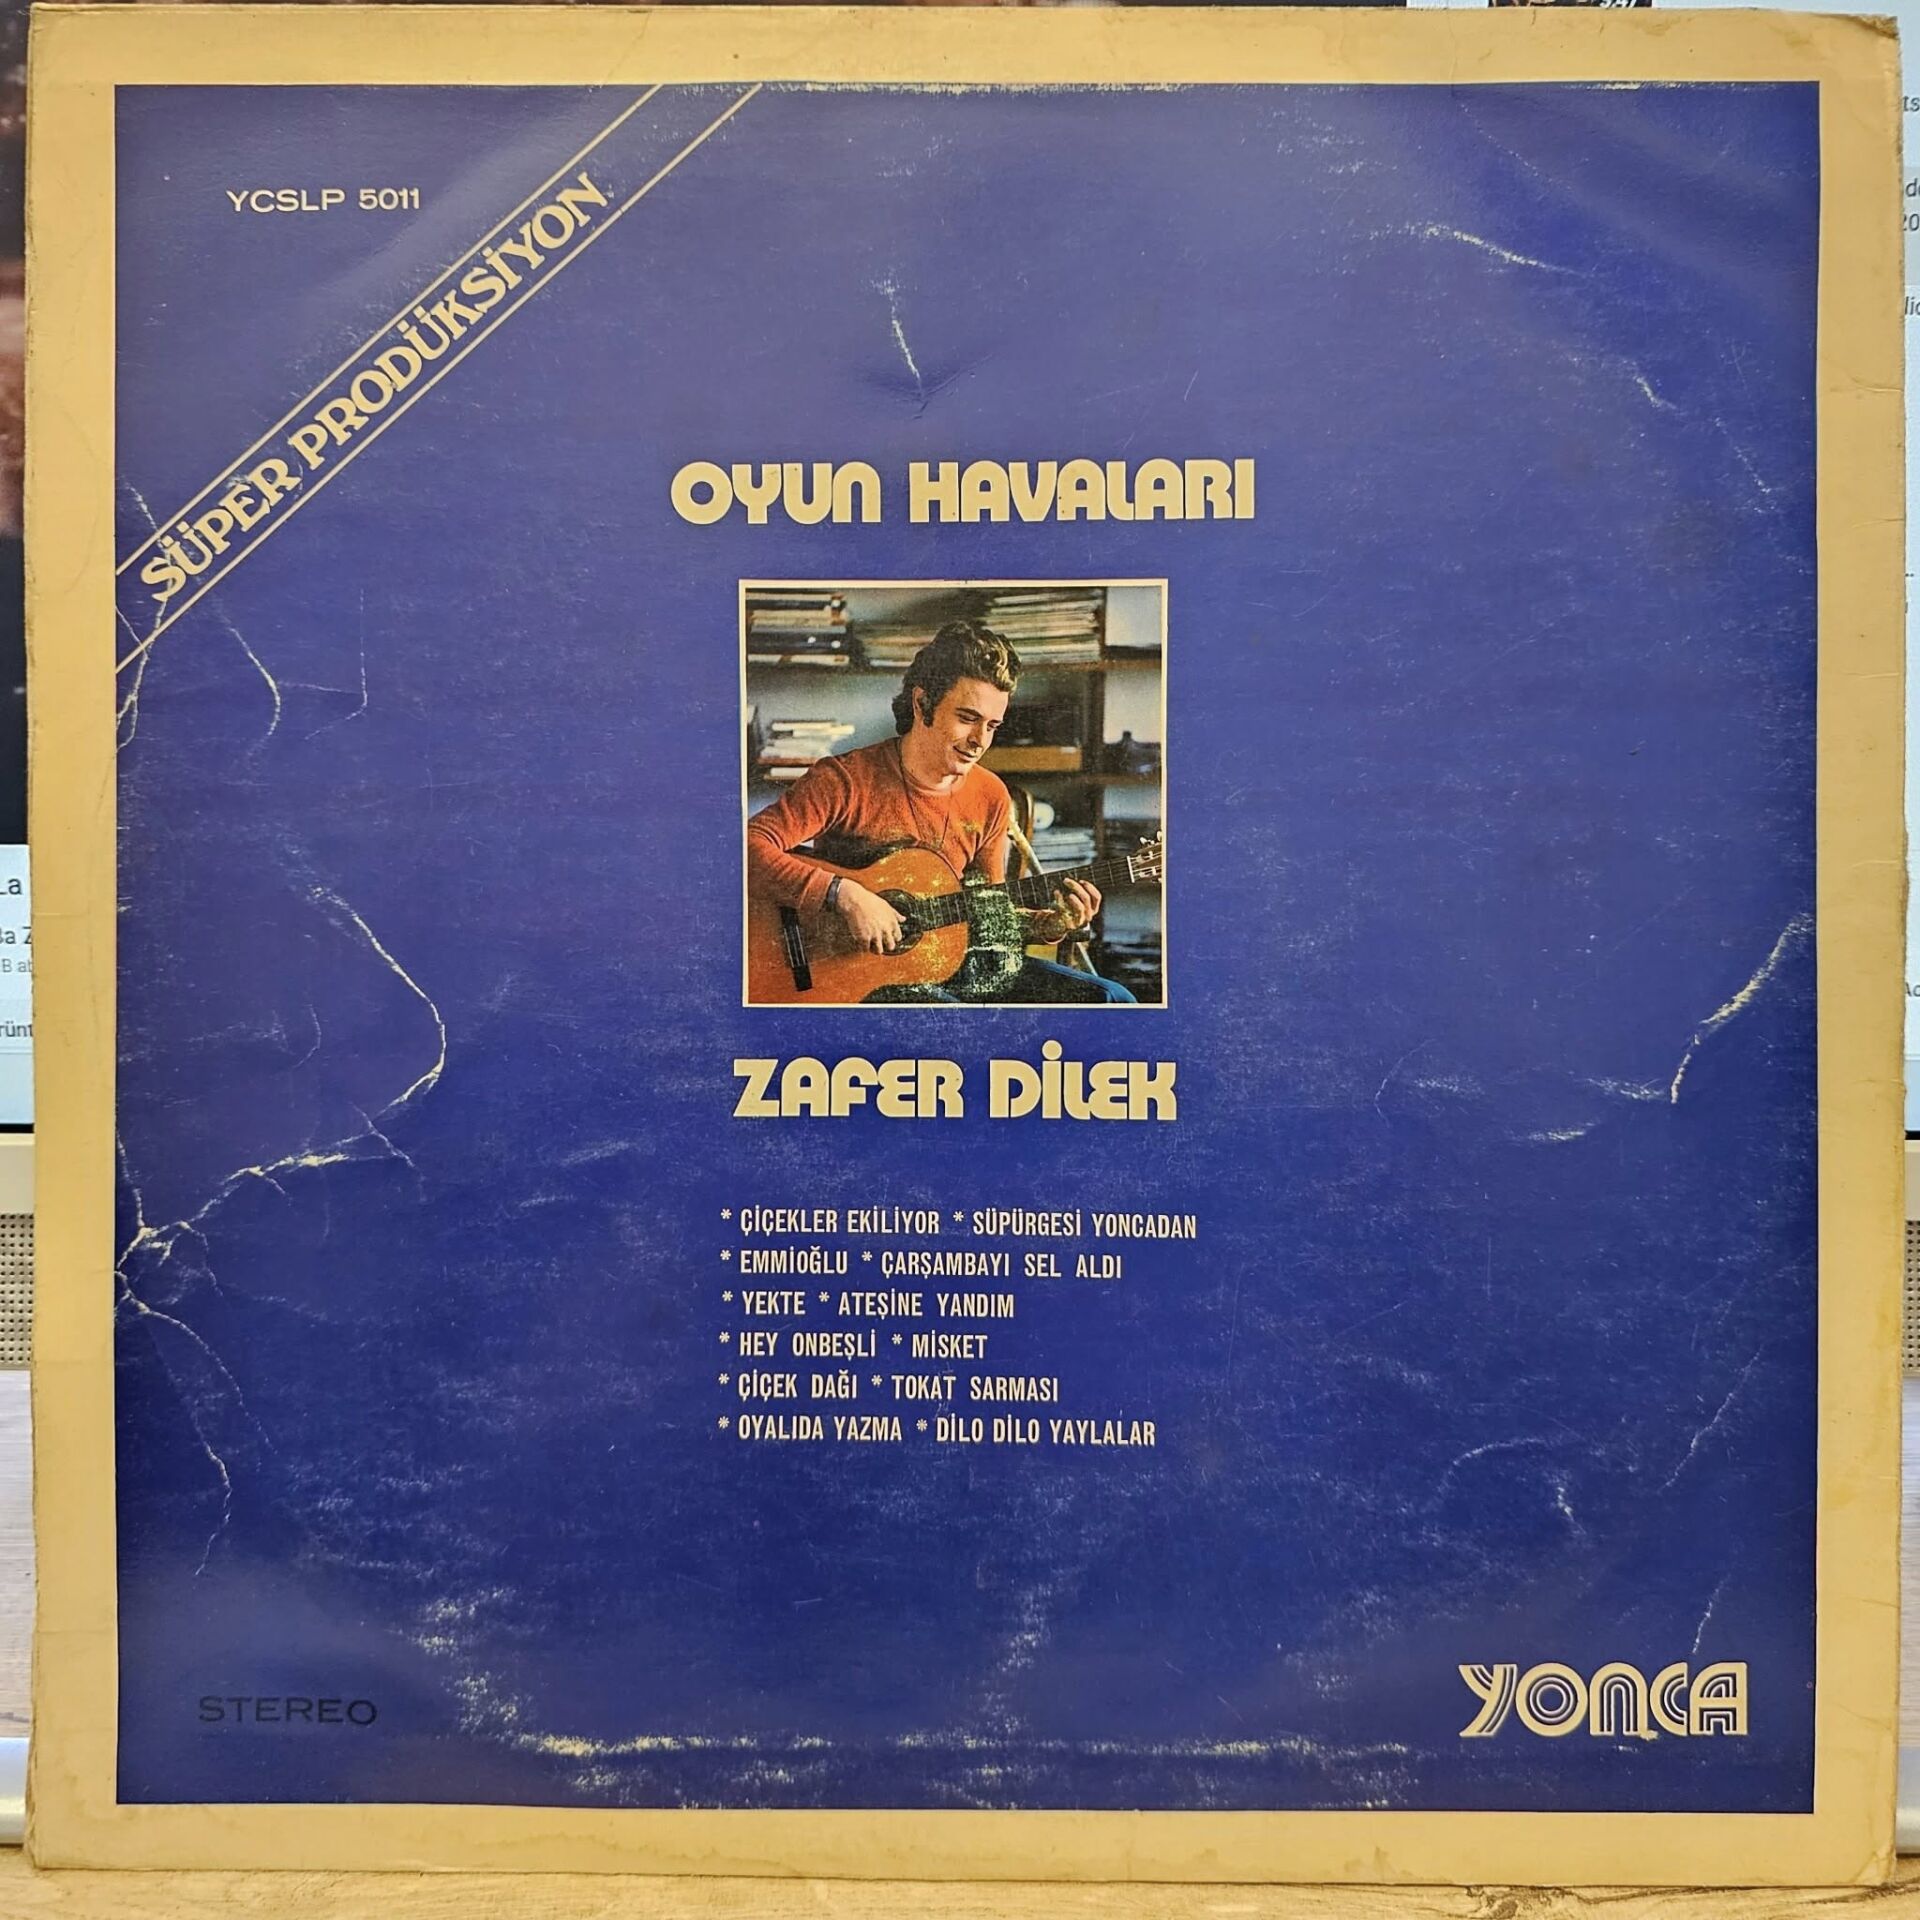 YCSLP 5011
SÜPER PRODÜKSİYON
OYUN HAVALARI
ZAFER DİLEK
* ÇİÇEKLER EKİLİYOR * SÜPÜRGESİ YONCADAN
* EMMİOĞLU * ÇARŞAMBAYI SEL ALDI
* YEKTE * ATEŞİNE YANDIM
* HEY ONBEŞLİ * MİSKET
* ÇİÇEK DAĞI * TOKAT SARMASI
* OYALIDA YAZMA * DİLO DİLO YAYLALAR
STEREO
YONCA